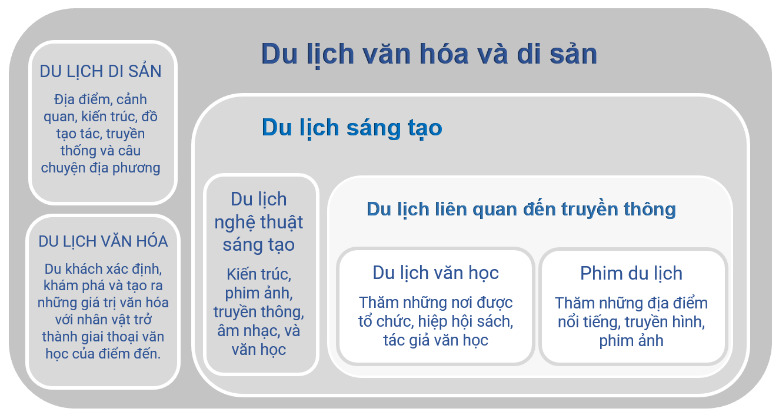 Du lịch văn hóa và di sản
DU LỊCH DI SẢN
Địa điểm, cảnh
quan, kiến trúc, đồ
tạo tác, truyền
thống và câu
chuyện địa phương
DU LỊCH VĂN HÓA
Du khách xác định,
khám phá và tạo ra
những giá trị văn hóa
với nhân vật trở
thành giai thoại văn
học của điểm đến.
Du lịch sáng tạo
Du lịch
nghệ thuật
sáng tạo
Kiến trúc,
phim ảnh,
truyền thông,
âm nhạc, và
văn học
Du lịch liên quan đến truyền thông
Du lịch văn học
Thăm những nơi được
tổ chức, hiệp hội sách,
tác giả văn học
Phim du lịch
Thăm những địa điểm
nổi tiếng, truyền hình,
phim ảnh